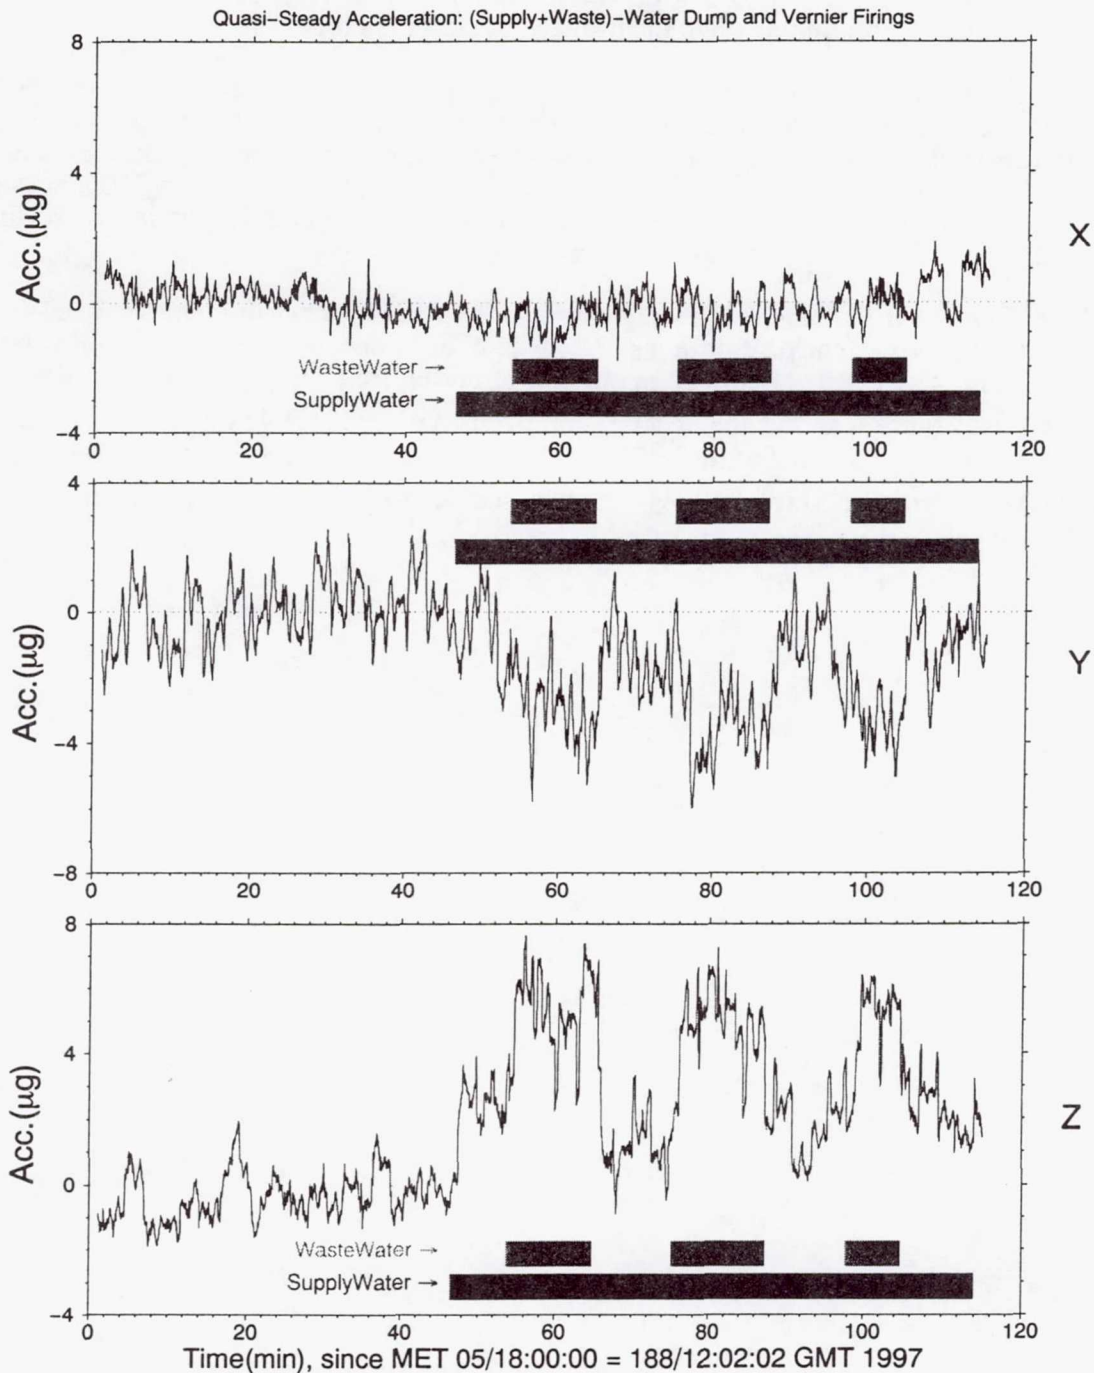 Quasi−Steady Acceleration: (Supply+Waste)−Water Dump and Vernier Firings
8
4
0
−4
Acc.(µg)
X
WasteWater →
SupplyWater →
0 20 40 60 80 100 120
4
0
−4
−8
Acc.(µg)
Y
0 20 40 60 80 100 120
8
4
0
−4
Acc.(µg)
Z
WasteWater →
SupplyWater →
0 20 40 60 80 100 120
Time(min), since MET 05/18:00:00 = 188/12:02:02 GMT 1997